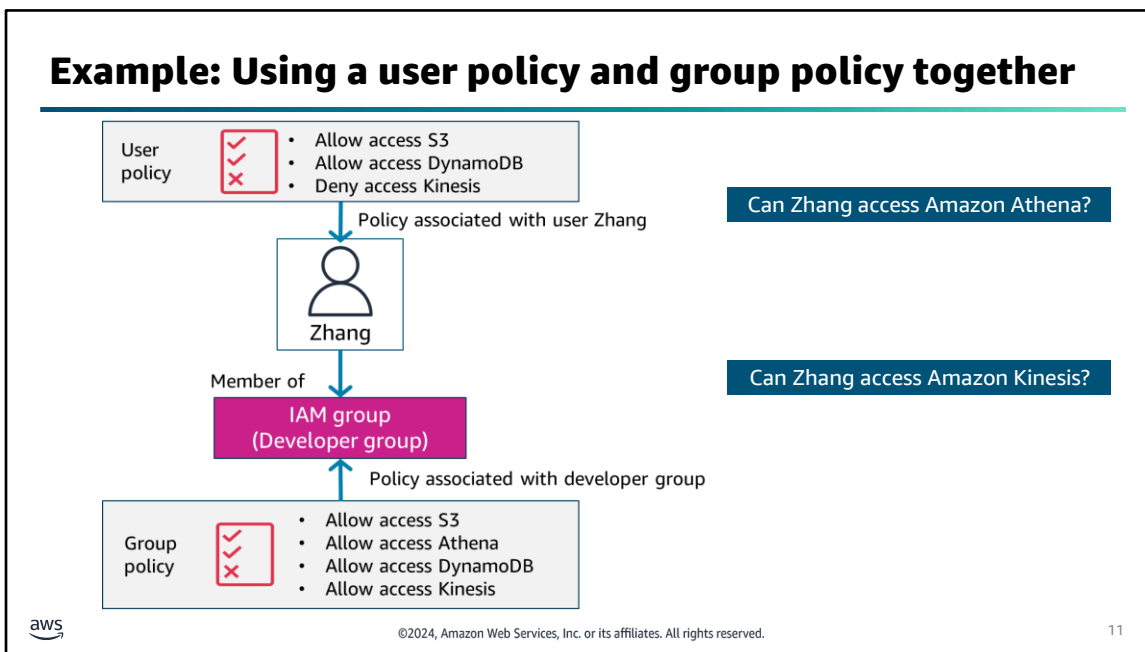 Example: Using a user policy and group policy together
User
policy
• Allow access S3
• Allow access DynamoDB
• Deny access Kinesis
Policy associated with user Zhang
Can Zhang access Amazon Athena?
Zhang
Member of
Can Zhang access Amazon Kinesis?
IAM group
(Developer group)
Policy associated with developer group
Group
policy
• Allow access S3
• Allow access Athena
• Allow access DynamoDB
• Allow access Kinesis
aws
©2024, Amazon Web Services, Inc. or its affiliates. All rights reserved.
11